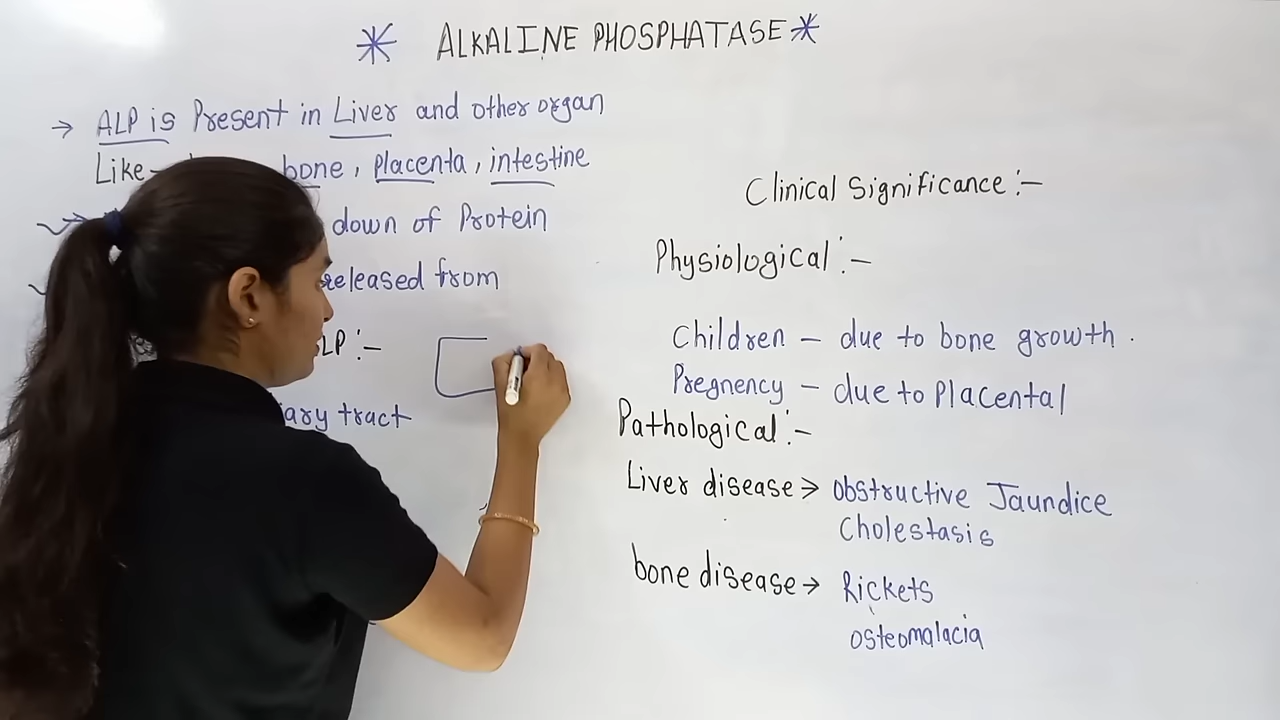 * ALKALINE PHOSPHATASE *
→ ALP is Present in Liver and other organ
Like- bone, placenta, intestine
down of Protein
released from
LP :-
ary tract
Clinical Significance :-
Physiological :-
Children - due to bone growth.
Pregnency - due to Placental
Pathological :-
Liver disease > obstructive Jaundice
Cholestasis
bone disease → Rickets
osteomalacia